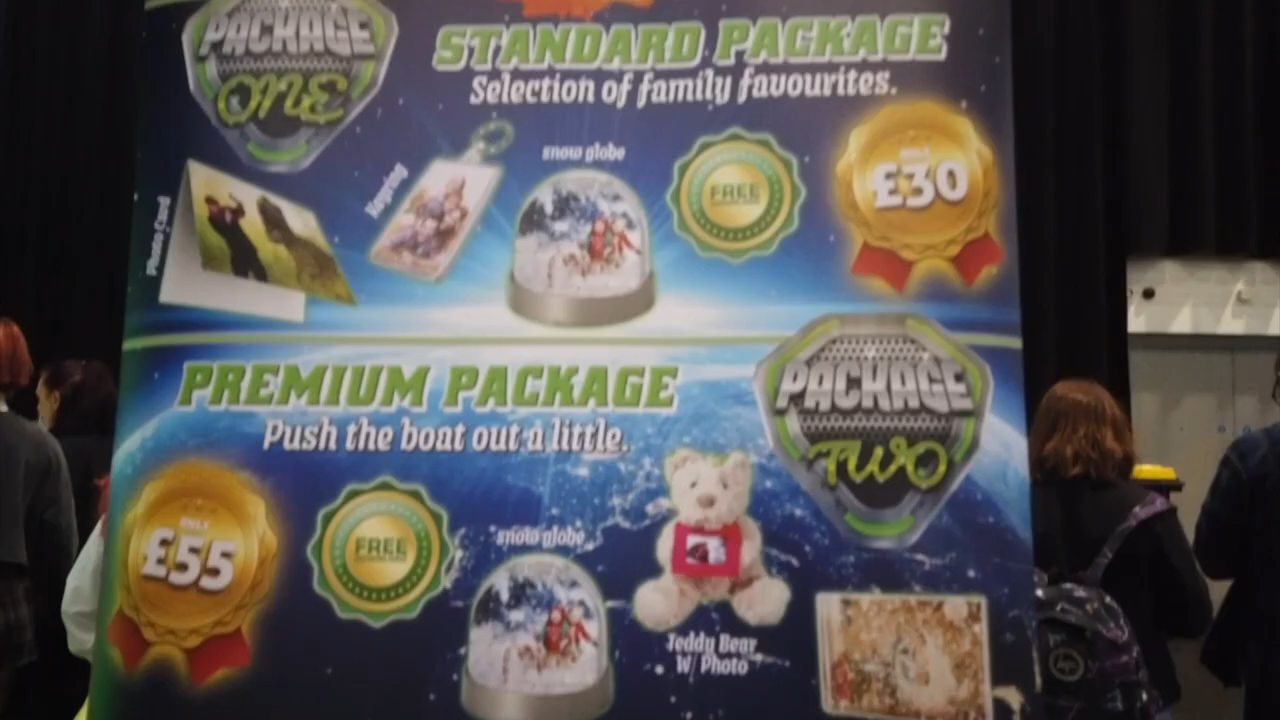 PACKAGE
ONE
STANDARD PACKAGE
Selection of family favourites.
Photo Card
Keyring
snow globe
FREE
ONLY
£30
PREMIUM PACKAGE
Push the boat out a little.
PACKAGE
TWO
ONLY
£55
FREE
snow globe
Teddy Bear
W/ Photo